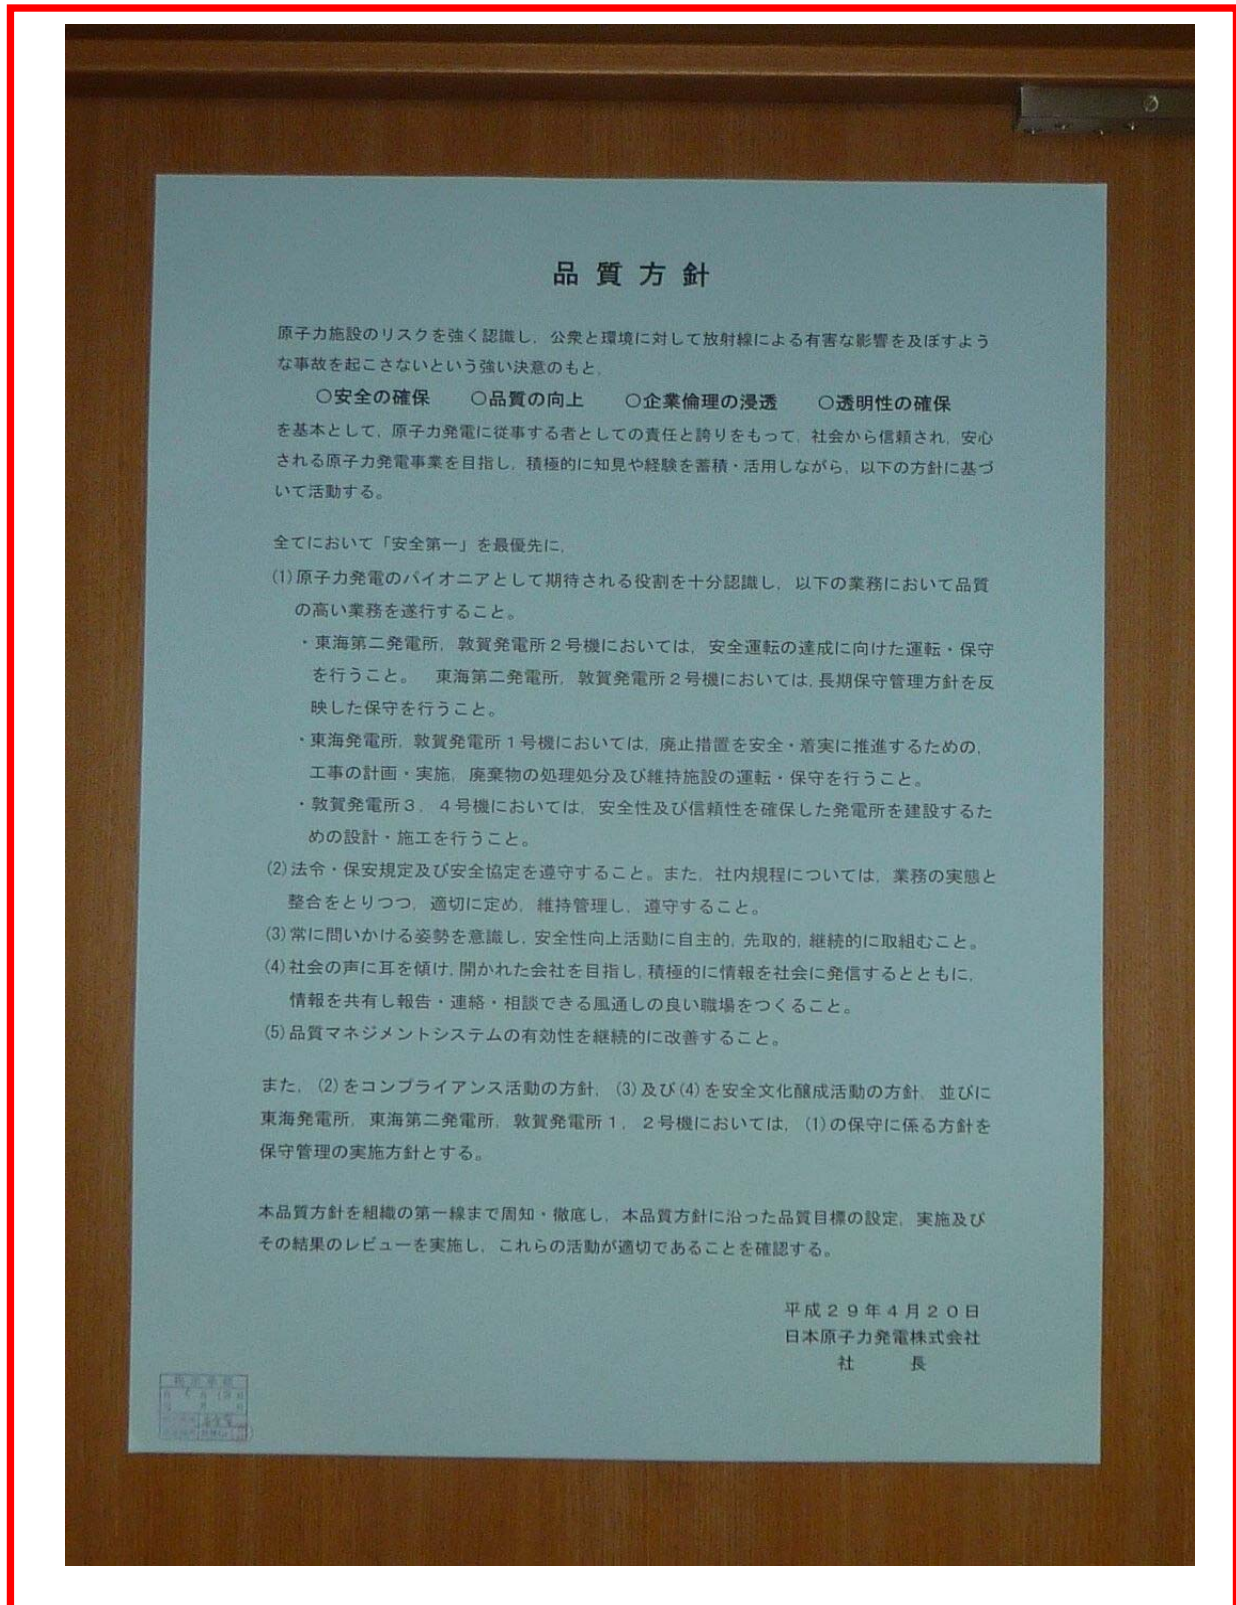 品質方針
原子力施設のリスクを強く認識し，公衆と環境に対して放射線による有害な影響を及ぼすよう
な事故を起こさないという強い決意のもと，
○安全の確保　○品質の向上　○企業倫理の浸透　○透明性の確保
を基本として，原子力発電に従事する者としての責任と誇りをもって，社会から信頼され，安心
される原子力発電事業を目指し，積極的に知見や経験を蓄積・活用しながら，以下の方針に基づ
いて活動する。
全てにおいて「安全第一」を最優先に，
(1)原子力発電のパイオニアとして期待される役割を十分認識し，以下の業務において品質
の高い業務を遂行すること。
・東海第二発電所，敦賀発電所２号機においては，安全運転の達成に向けた運転・保守
を行うこと。　東海第二発電所，敦賀発電所２号機においては，長期保守管理方針を反
映した保守を行うこと。
・東海発電所，敦賀発電所１号機においては，廃止措置を安全・着実に推進するための，
工事の計画・実施，廃棄物の処理処分及び維持施設の運転・保守を行うこと。
・敦賀発電所３，４号機においては，安全性及び信頼性を確保した発電所を建設するた
めの設計・施工を行うこと。
(2)法令・保安規定及び安全協定を遵守すること。また，社内規程については，業務の実態と
整合をとりつつ，適切に定め，維持管理し，遵守すること。
(3)常に問いかける姿勢を意識し，安全性向上活動に自主的，先取的，継続的に取組むこと。
(4)社会の声に耳を傾け，開かれた会社を目指し，積極的に情報を社会に発信するとともに，
情報を共有し報告・連絡・相談できる風通しの良い職場をつくること。
(5)品質マネジメントシステムの有効性を継続的に改善すること。
また，(2)をコンプライアンス活動の方針，(3)及び(4)を安全文化醸成活動の方針，並びに
東海発電所，東海第二発電所，敦賀発電所１，２号機においては，(1)の保守に係る方針を
保守管理の実施方針とする。
本品質方針を組織の第一線まで周知・徹底し，本品質方針に沿った品質目標の設定，実施及び
その結果のレビューを実施し，これらの活動が適切であることを確認する。
平成２９年４月２０日
日本原子力発電株式会社
社　長